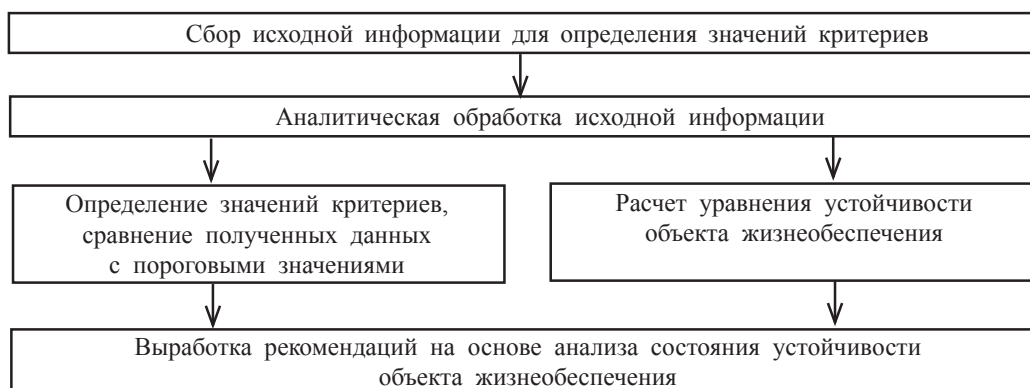 Сбор исходной информации для определения значений критериев
Аналитическая обработка исходной информации
Определение значений критериев,
сравнение полученных данных
с пороговыми значениями
Расчет уравнения устойчивости
объекта жизнеобеспечения
Выработка рекомендаций на основе анализа состояния устойчивости
объекта жизнеобеспечения